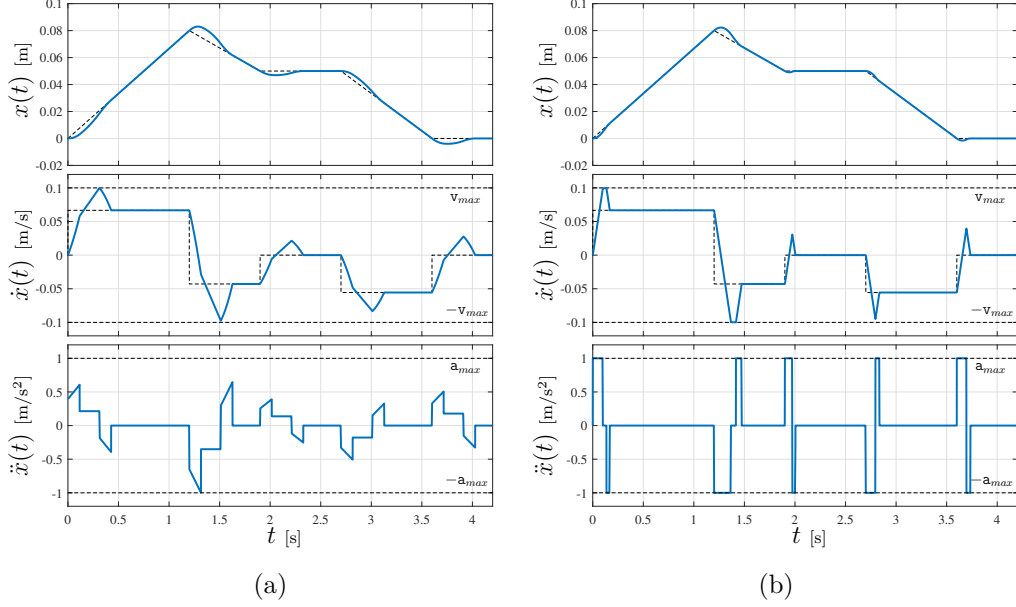 x(t) [m]
0.1
0.08
0.06
0.04
0.02
0
-0.02
ẋ(t) [m/s]
0.1
0.05
0
-0.05
-0.1
v_max
−v_max
ẍ(t) [m/s²]
1
0.5
0
-0.5
-1
a_max
−a_max
0 0.5 1 1.5 2 2.5 3 3.5 4
t [s]
(a)
x(t) [m]
0.1
0.08
0.06
0.04
0.02
0
-0.02
ẋ(t) [m/s]
0.1
0.05
0
-0.05
-0.1
v_max
−v_max
ẍ(t) [m/s²]
1
0.5
0
-0.5
-1
a_max
−a_max
0 0.5 1 1.5 2 2.5 3 3.5 4
t [s]
(b)